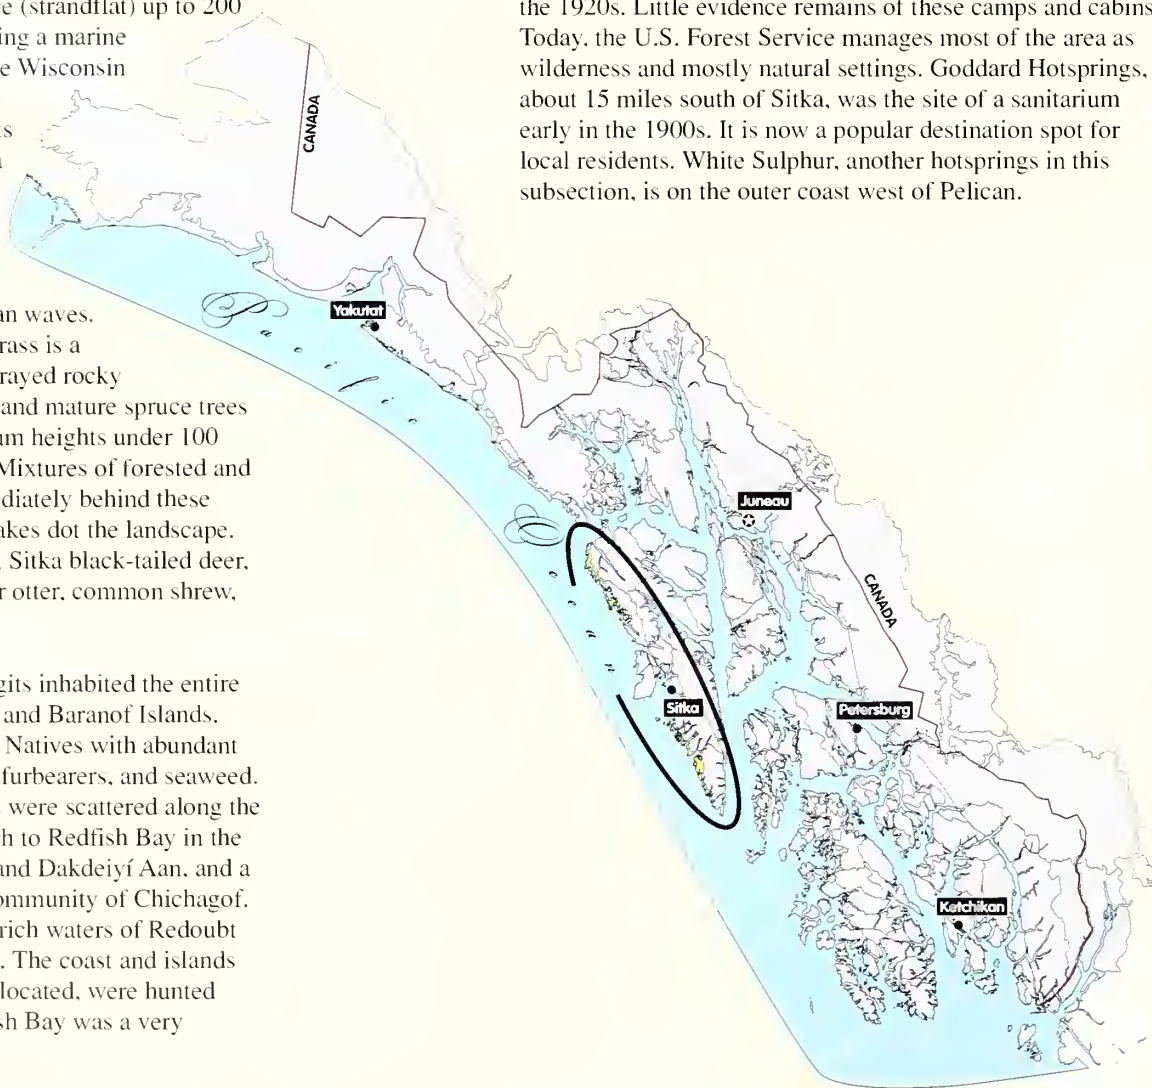 e (strandflat) up to 200
ing a marine
e Wisconsin
ts
an waves.
rass is a
rayed rocky
and mature spruce trees
um heights under 100
Mixtures of forested and
ediately behind these
akes dot the landscape.
, Sitka black-tailed deer,
r otter, common shrew,
gits inhabited the entire
and Baranof Islands.
Natives with abundant
furbearers, and seaweed.
were scattered along the
h to Redfish Bay in the
and Dakdeiyí Aan, and a
ommunity of Chichagof.
rich waters of Redoubt
. The coast and islands
located, were hunted
sh Bay was a very
the 1920s. Little evidence remains of these camps and cabins
Today, the U.S. Forest Service manages most of the area as
wilderness and mostly natural settings. Goddard Hotsprings,
about 15 miles south of Sitka, was the site of a sanitarium
early in the 1900s. It is now a popular destination spot for
local residents. White Sulphur, another hotsprings in this
subsection, is on the outer coast west of Pelican.
CANADA
Yakutat
Pacific
Juneau
Ocean
CANADA
Sitka
Petersburg
Ketchikan